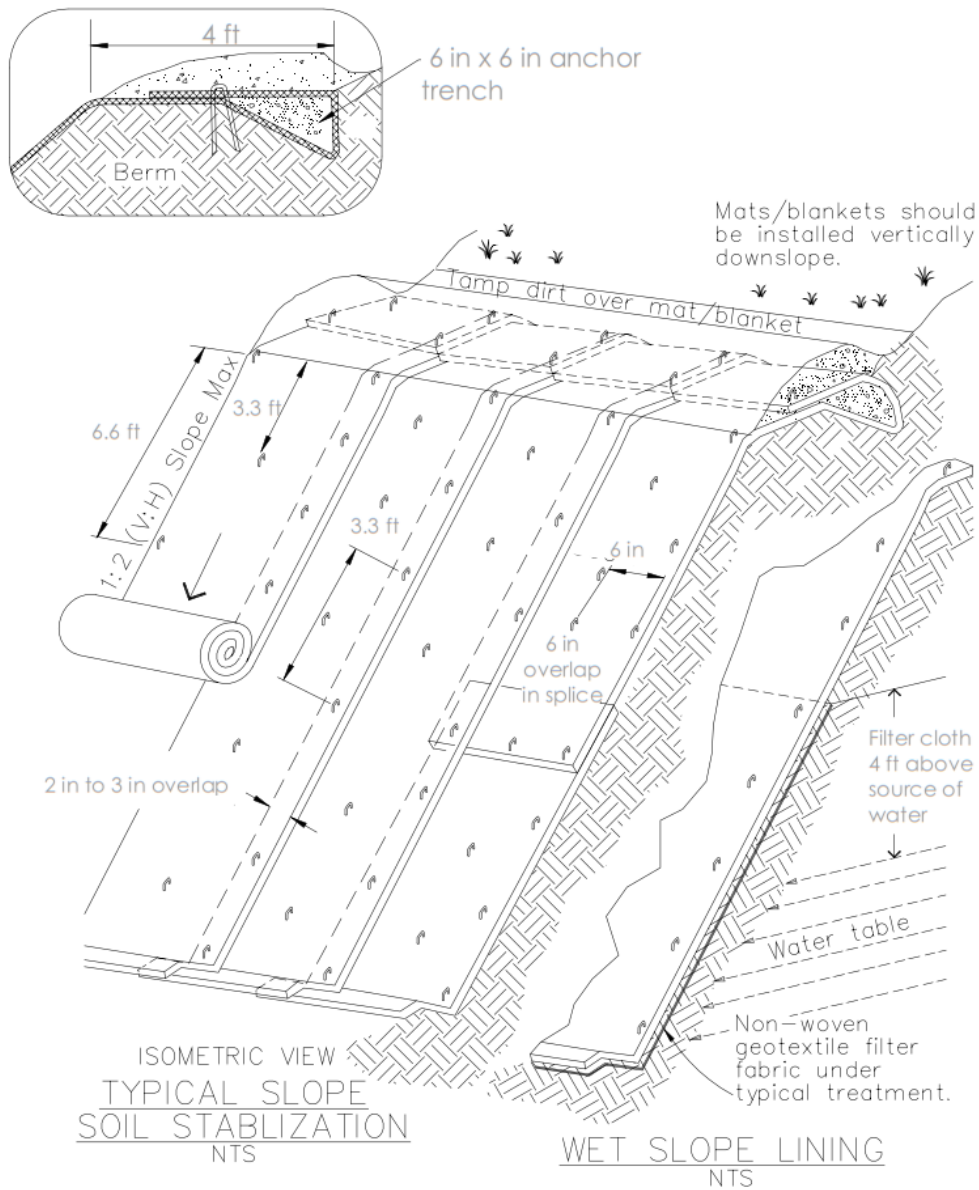 4 ft
6 in x 6 in anchor
trench
Berm
Mats/blankets should
be installed vertically
downslope.
Tamp dirt over mat/blanket
6.6 ft
3.3 ft
1:2 (V:H) Slope Max
3.3 ft
6 in
6 in
overlap
in splice
2 in to 3 in overlap
Filter cloth
4 ft above
source of
water
Water table
Non-woven
geotextile filter
fabric under
typical treatment.
ISOMETRIC VIEW
TYPICAL SLOPE
SOIL STABLIZATION
NTS
WET SLOPE LINING
NTS